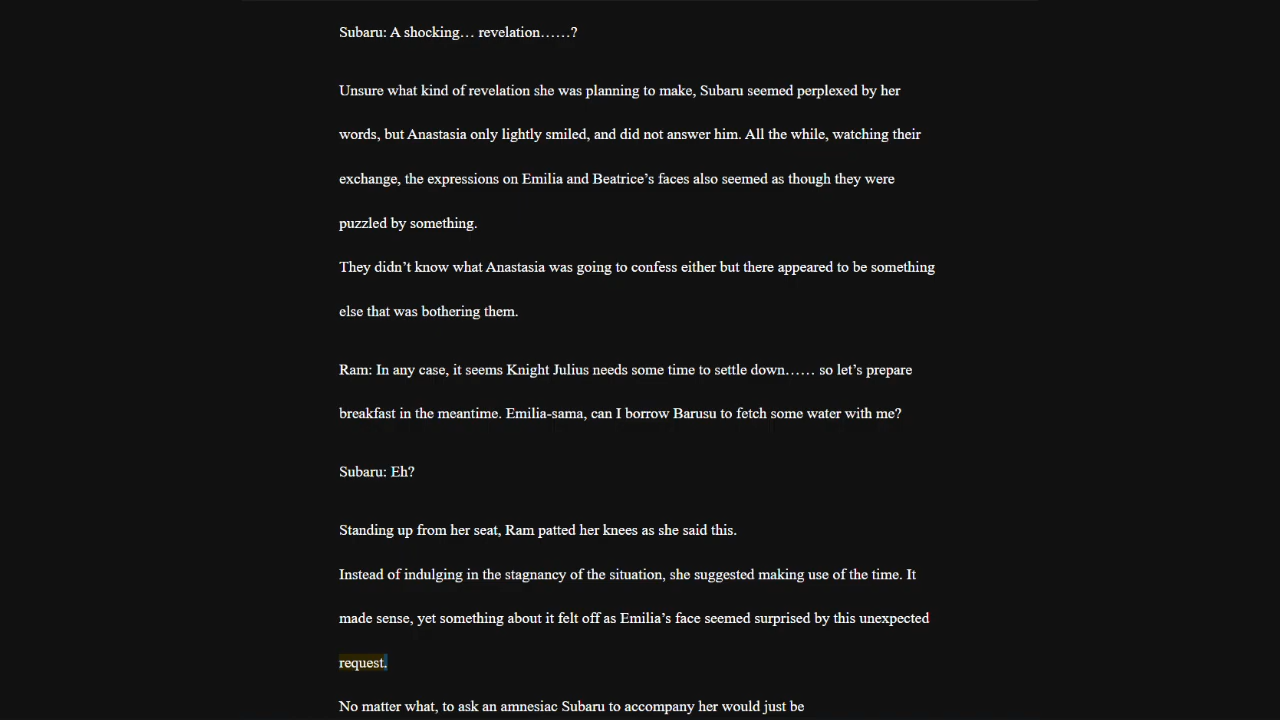 Subaru: A shocking… revelation……?
Unsure what kind of revelation she was planning to make, Subaru seemed perplexed by her
words, but Anastasia only lightly smiled, and did not answer him. All the while, watching their
exchange, the expressions on Emilia and Beatrice’s faces also seemed as though they were
puzzled by something.
They didn’t know what Anastasia was going to confess either but there appeared to be something
else that was bothering them.
Ram: In any case, it seems Knight Julius needs some time to settle down…… so let’s prepare
breakfast in the meantime. Emilia-sama, can I borrow Barusu to fetch some water with me?
Subaru: Eh?
Standing up from her seat, Ram patted her knees as she said this.
Instead of indulging in the stagnancy of the situation, she suggested making use of the time. It
made sense, yet something about it felt off as Emilia’s face seemed surprised by this unexpected
request.
No matter what, to ask an amnesiac Subaru to accompany her would just be